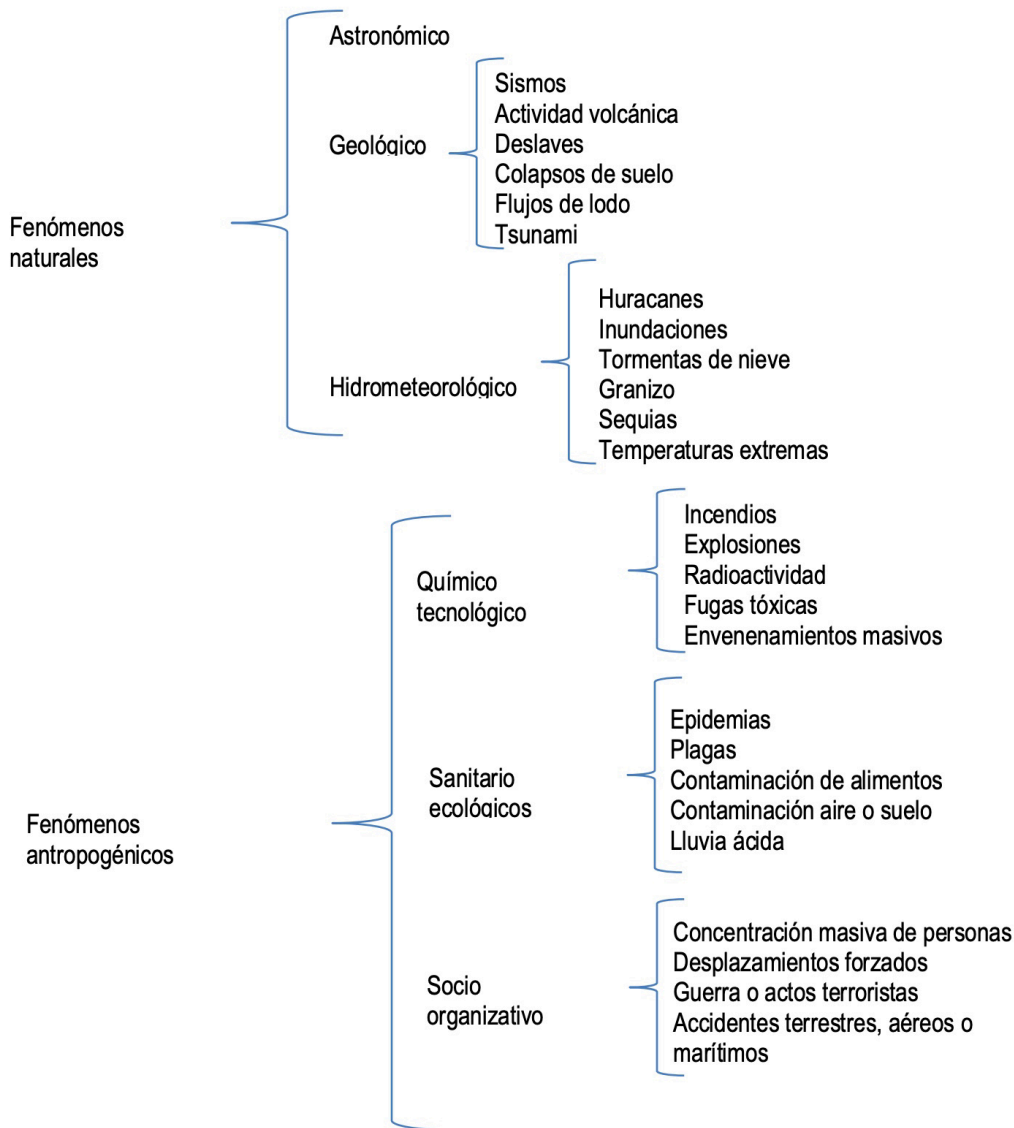 Astronómico
Geológico
Sismos
Actividad volcánica
Deslaves
Colapsos de suelo
Flujos de lodo
Tsunami
Fenómenos
naturales
Hidrometeorológico
Huracanes
Inundaciones
Tormentas de nieve
Granizo
Sequias
Temperaturas extremas
Químico
tecnológico
Incendios
Explosiones
Radioactividad
Fugas tóxicas
Envenenamientos masivos
Fenómenos
antropogénicos
Sanitario
ecológicos
Epidemias
Plagas
Contaminación de alimentos
Contaminación aire o suelo
Lluvia ácida
Socio
organizativo
Concentración masiva de personas
Desplazamientos forzados
Guerra o actos terroristas
Accidentes terrestres, aéreos o
marítimos